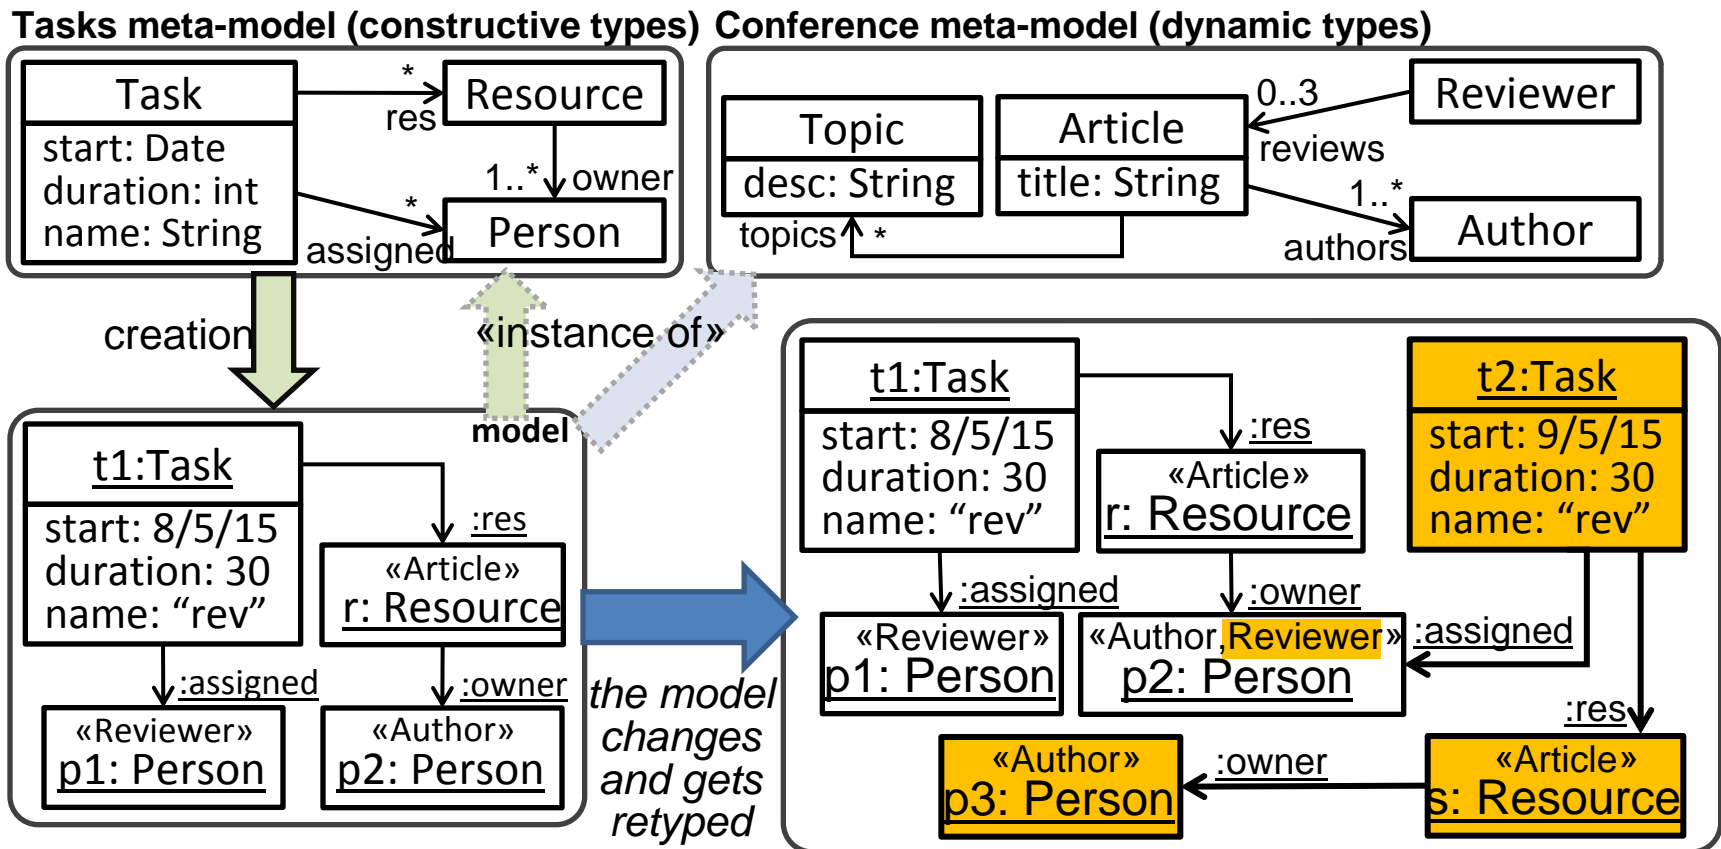 Tasks meta-model (constructive types)
Task
start: Date
duration: int
name: String
*
res
Resource
1..* owner
*
assigned
Person
Conference meta-model (dynamic types)
Topic
desc: String
Article
title: String
0..3
reviews
Reviewer
1..*
authors
Author
topics *
creation
«instance of»
model
t1:Task
start: 8/5/15
duration: 30
name: “rev”
:res
«Article»
r: Resource
:assigned
:owner
«Reviewer»
p1: Person
«Author»
p2: Person
the model
changes
and gets
retyped
t1:Task
start: 8/5/15
duration: 30
name: “rev”
:res
«Article»
r: Resource
t2:Task
start: 9/5/15
duration: 30
name: “rev”
:assigned
:owner
«Reviewer»
p1: Person
«Author,Reviewer»
p2: Person
:assigned
:res
«Author»
p3: Person
:owner
«Article»
s: Resource